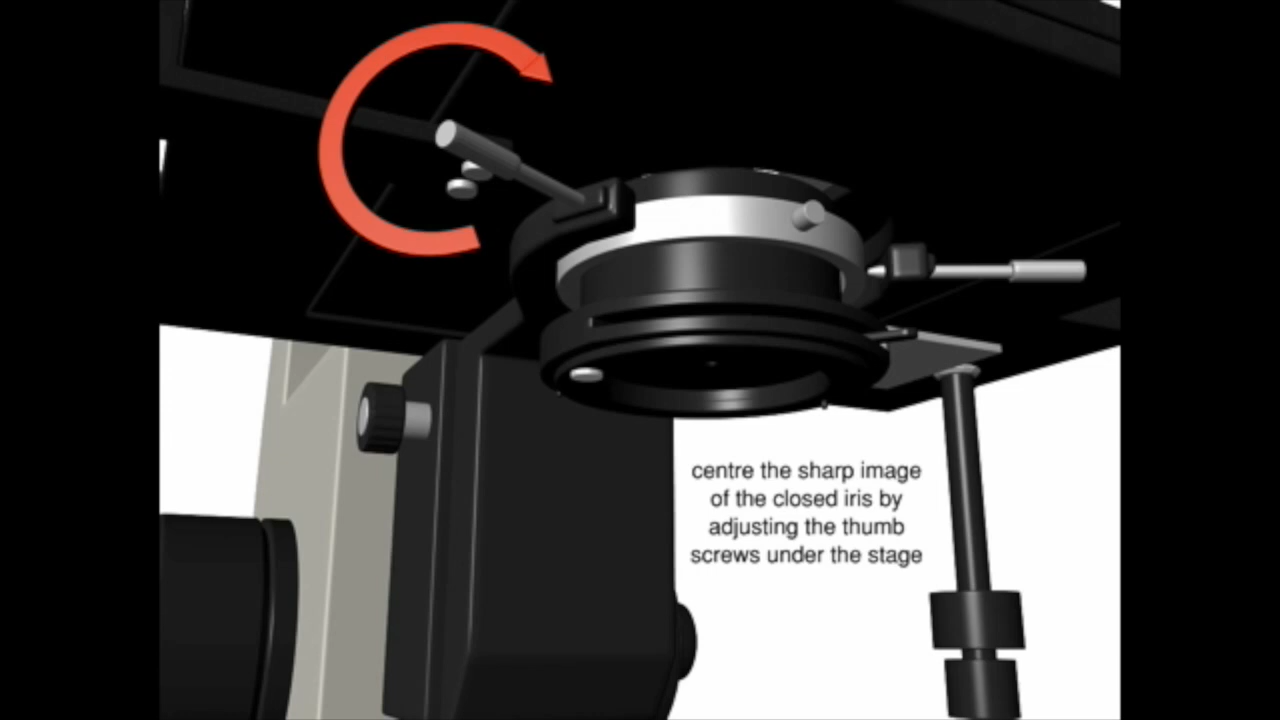 centre the sharp image
of the closed iris by
adjusting the thumb
screws under the stage